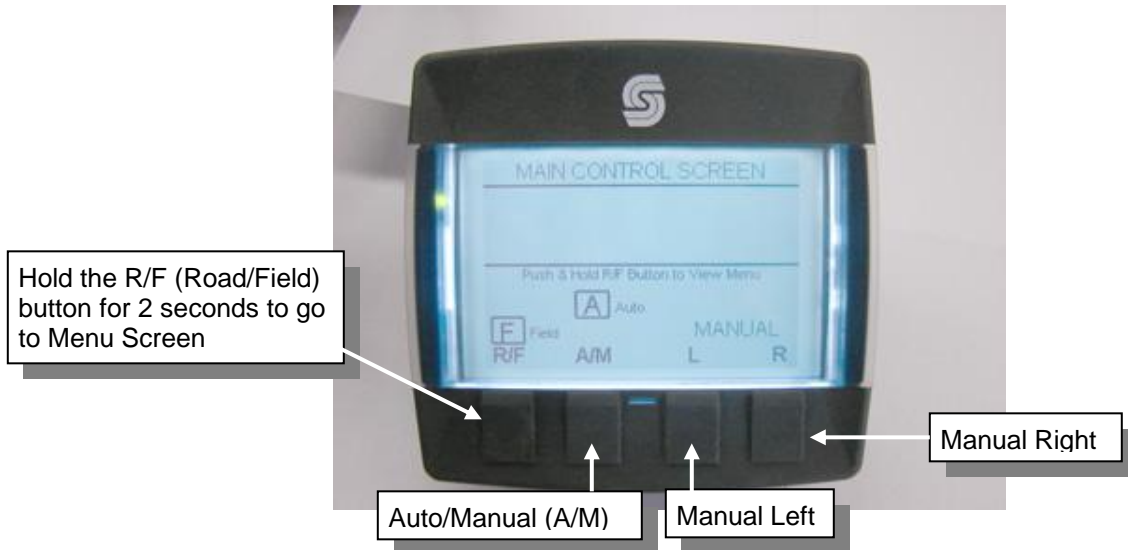 MAIN CONTROL SCREEN
Push & Hold R/F Button to View Menu
A Auto
F Field
MANUAL
R/F A/M L R
Hold the R/F (Road/Field)
button for 2 seconds to go
to Menu Screen
Manual Right
Auto/Manual (A/M)
Manual Left